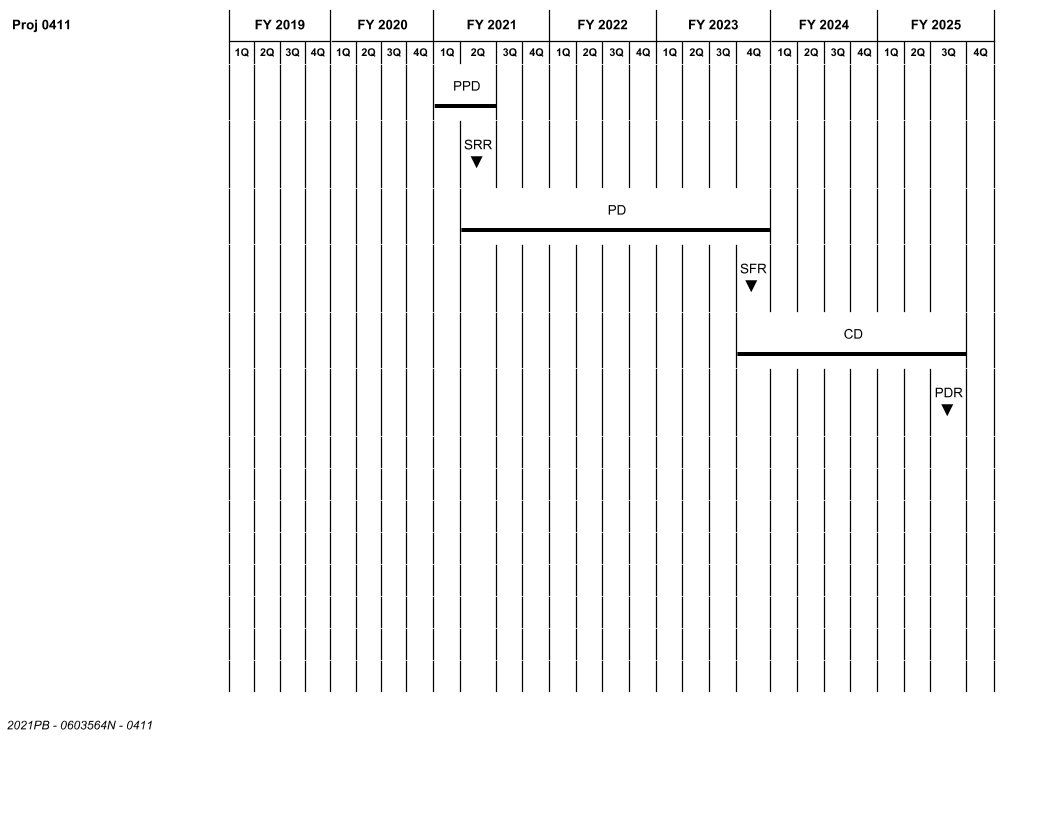 Proj 0411
FY 2019 FY 2020 FY 2021 FY 2022 FY 2023 FY 2024 FY 2025
1Q 2Q 3Q 4Q 1Q 2Q 3Q 4Q 1Q 2Q 3Q 4Q 1Q 2Q 3Q 4Q 1Q 2Q 3Q 4Q 1Q 2Q 3Q 4Q 1Q 2Q 3Q 4Q
PPD
SRR
PD
SFR
CD
PDR
2021PB - 0603564N - 0411